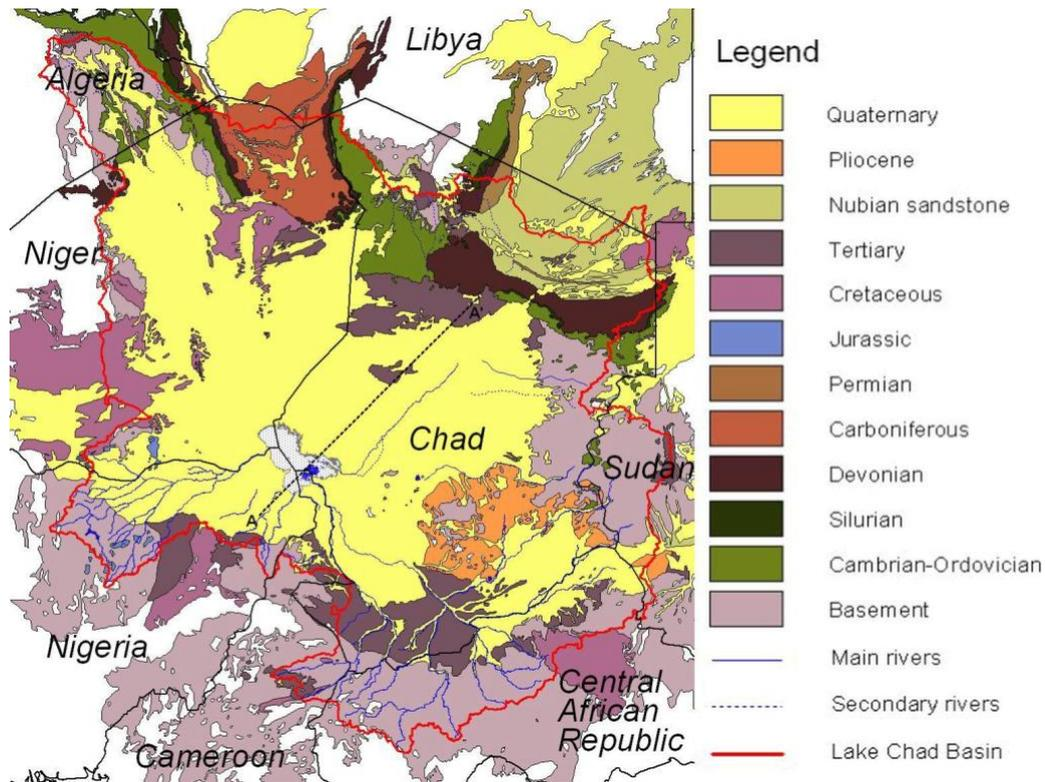 Libya
Algeria
Niger
A'
Chad
Sudan
A
Nigeria
Central
African
Republic
Cameroon
Legend
Quaternary
Pliocene
Nubian sandstone
Tertiary
Cretaceous
Jurassic
Permian
Carboniferous
Devonian
Silurian
Cambrian-Ordovician
Basement
Main rivers
Secondary rivers
Lake Chad Basin